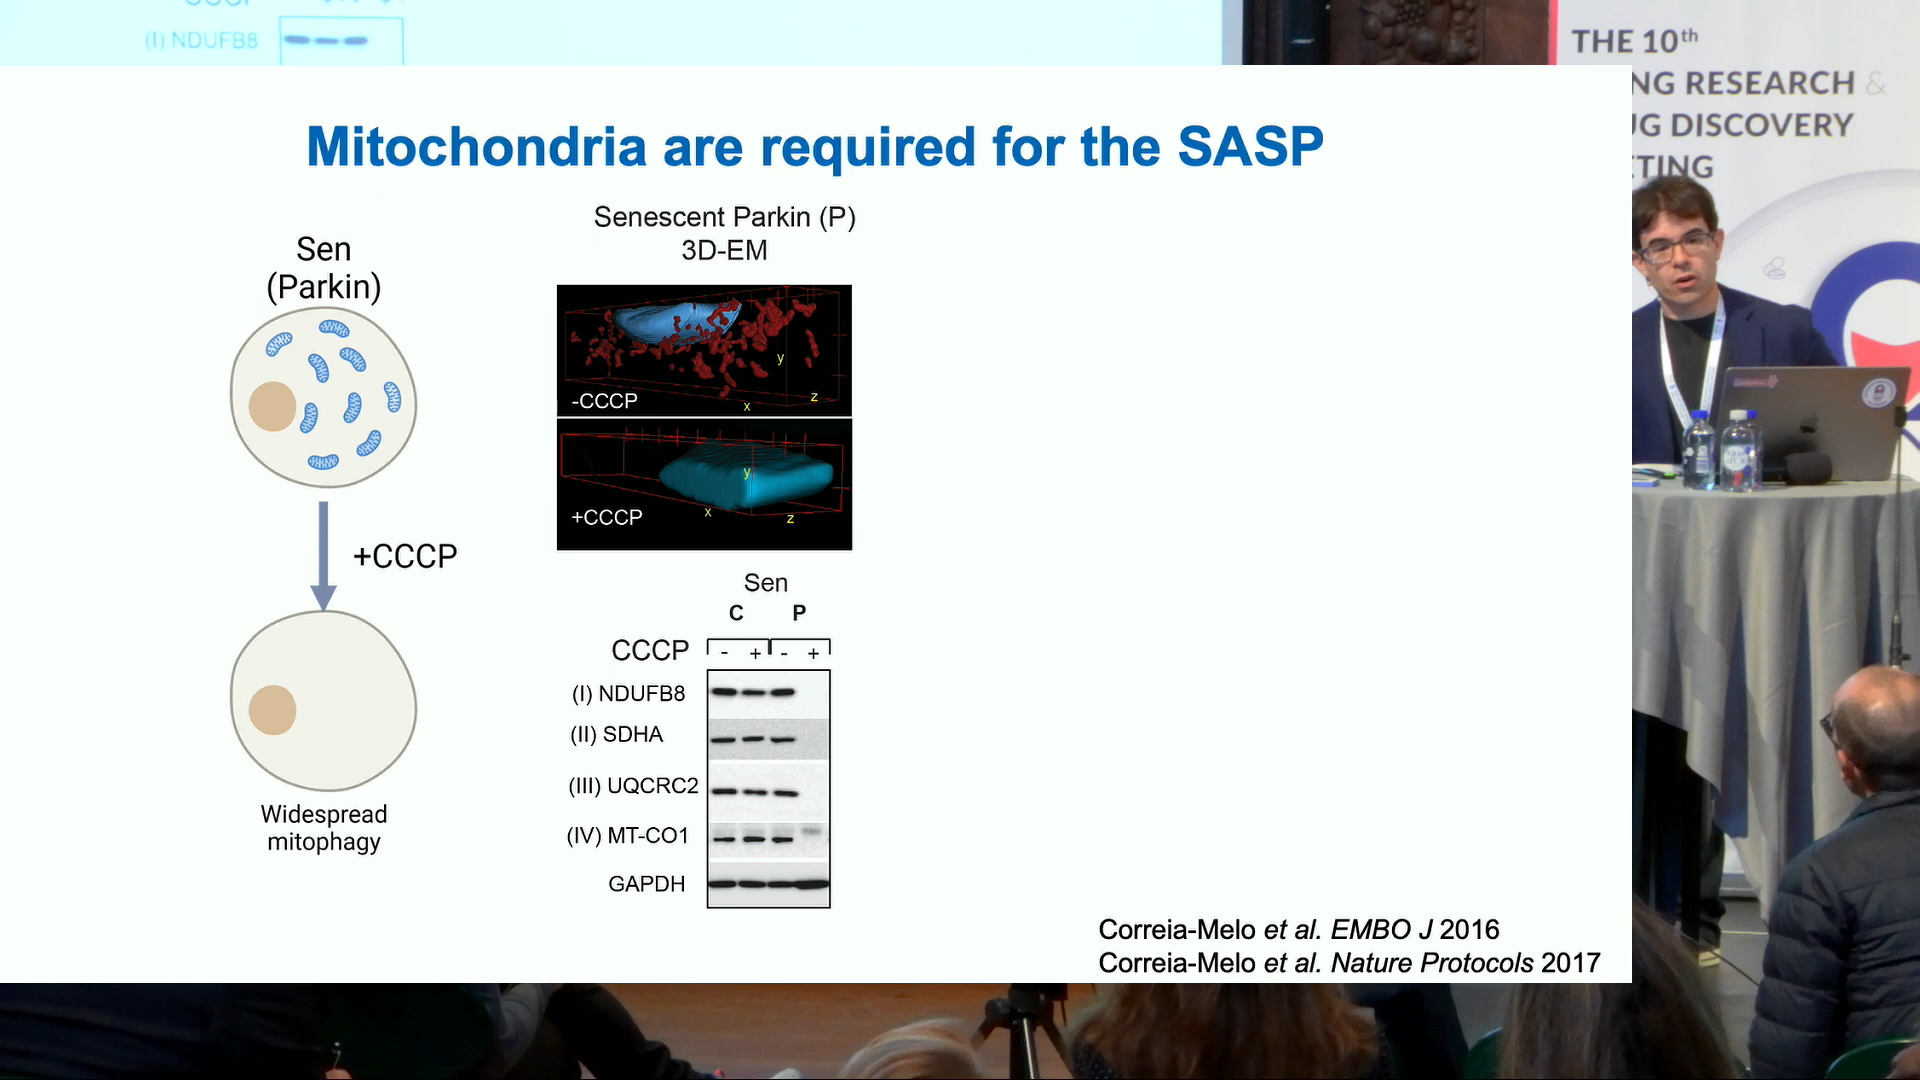 (I) NDUFB8
THE 10th
NG RESEARCH &
G DISCOVERY
TING
Mitochondria are required for the SASP
Sen
(Parkin)
+CCCP
Widespread
mitophagy
Senescent Parkin (P)
3D-EM
y
z
x
-CCCP
y
x
z
+CCCP
Sen
C P
CCCP - + - +
(I) NDUFB8
(II) SDHA
(III) UQCRC2
(IV) MT-CO1
GAPDH
Correia-Melo et al. EMBO J 2016
Correia-Melo et al. Nature Protocols 2017